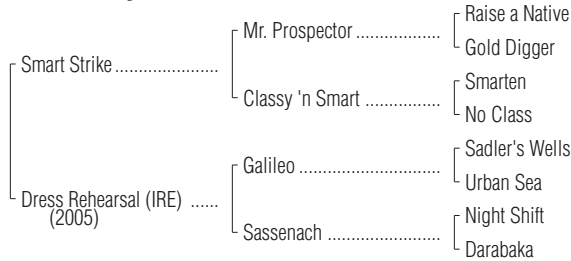 Raise a Native
Mr. Prospector ..................
Gold Digger
Smart Strike ......................
Smarten
Classy 'n Smart ................
No Class
Sadler's Wells
Galileo ..............................
Urban Sea
Dress Rehearsal (IRE) ......
(2005)
Night Shift
Sassenach ........................
Darabaka